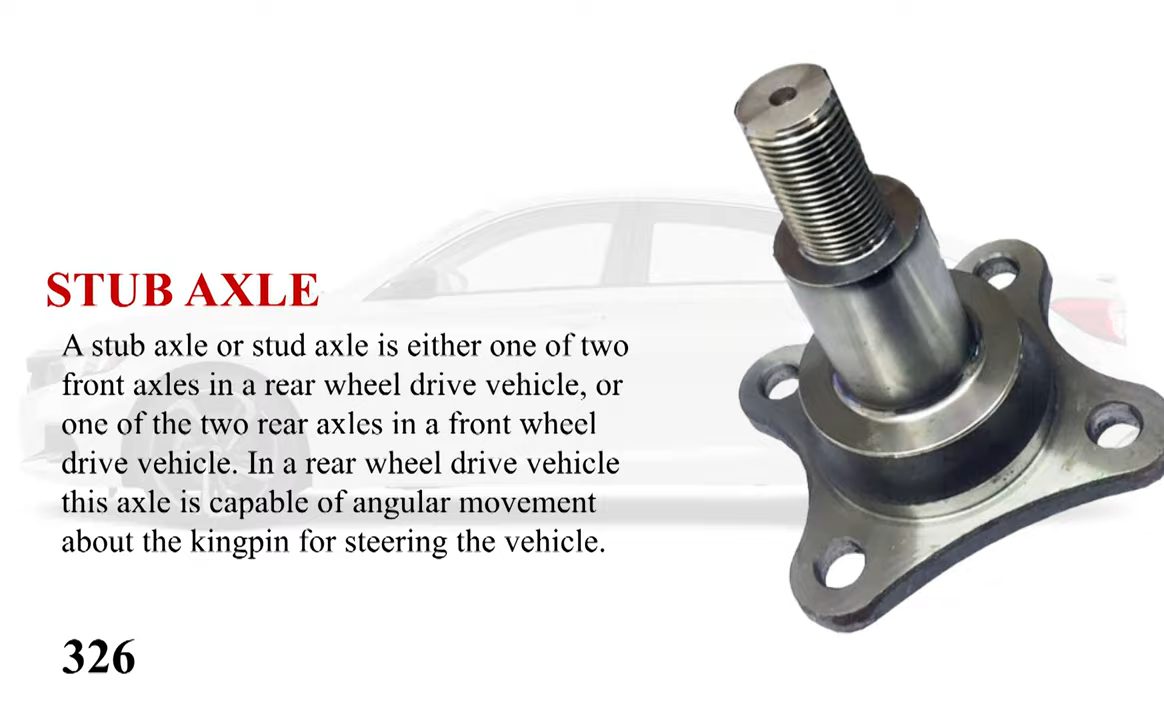 STUB AXLE
A stub axle or stud axle is either one of two
front axles in a rear wheel drive vehicle, or
one of the two rear axles in a front wheel
drive vehicle. In a rear wheel drive vehicle
this axle is capable of angular movement
about the kingpin for steering the vehicle.
326